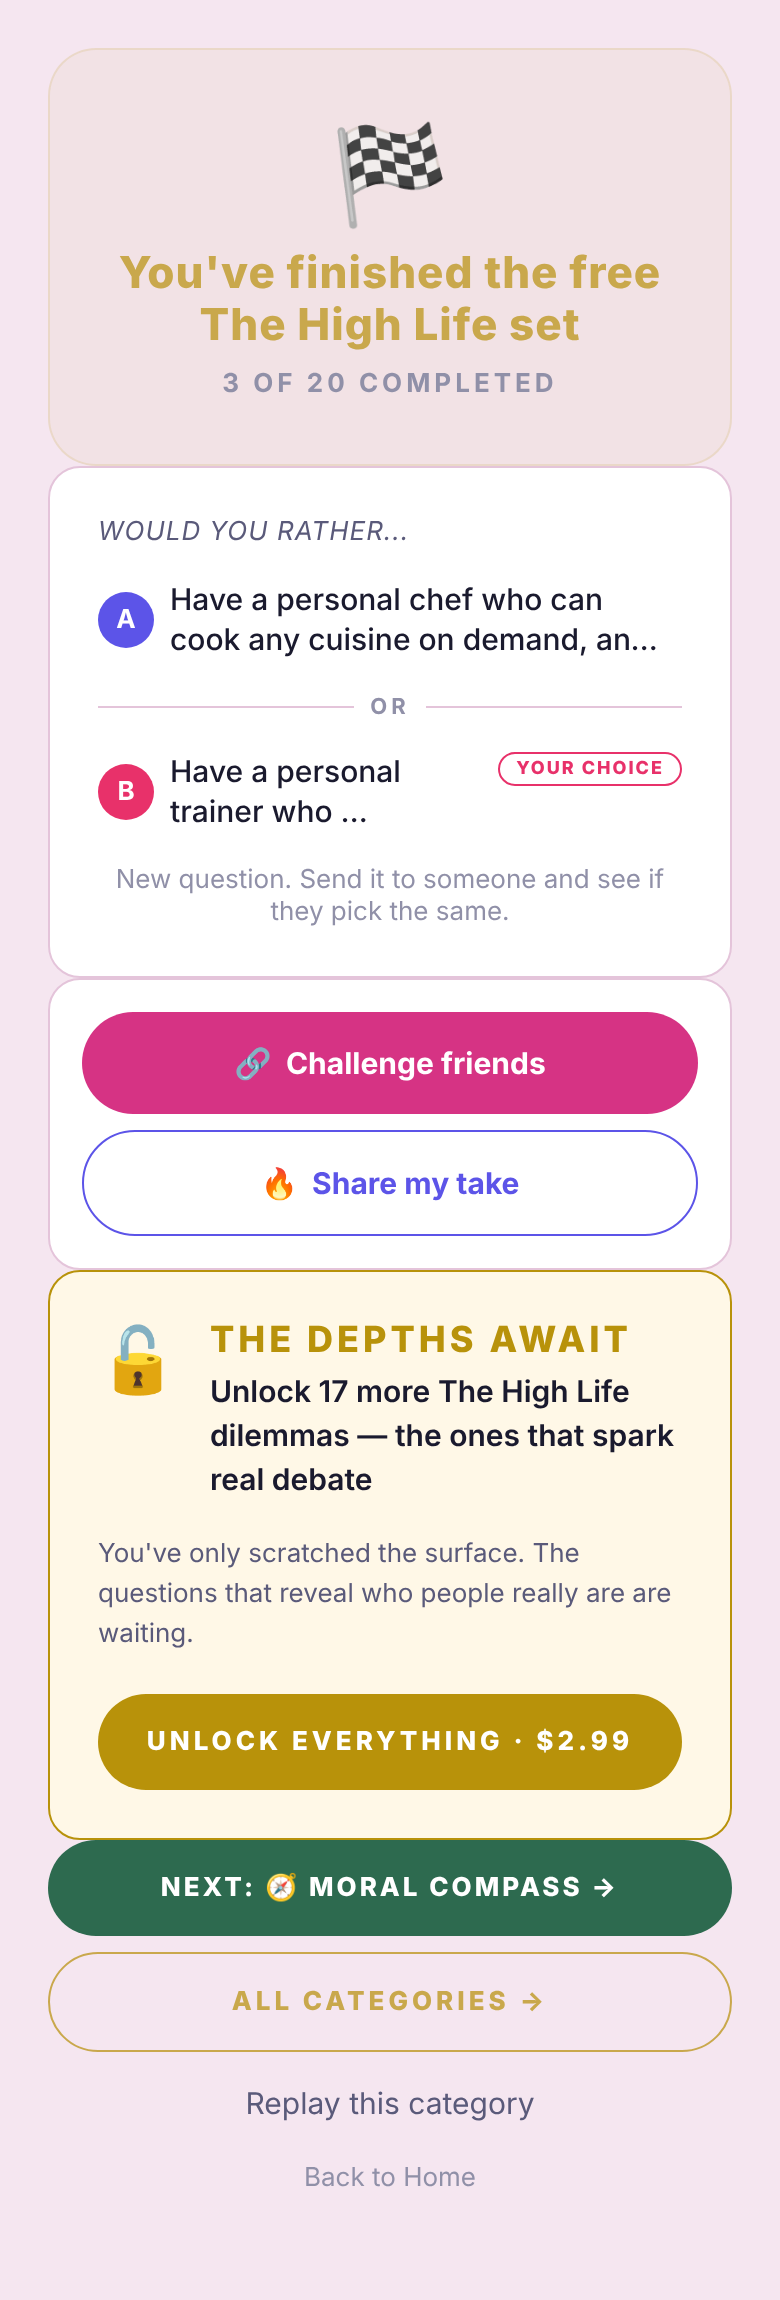 You've finished the free
The High Life set
3 OF 20 COMPLETED
WOULD YOU RATHER...
A
Have a personal chef who can
cook any cuisine on demand, an...
OR
B
Have a personal
trainer who ...
YOUR CHOICE
New question. Send it to someone and see if
they pick the same.
🔗 Challenge friends
🔥 Share my take
THE DEPTHS AWAIT
Unlock 17 more The High Life
dilemmas — the ones that spark
real debate
You've only scratched the surface. The
questions that reveal who people really are are
waiting.
UNLOCK EVERYTHING · $2.99
NEXT: 🧭 MORAL COMPASS →
ALL CATEGORIES →
Replay this category
Back to Home